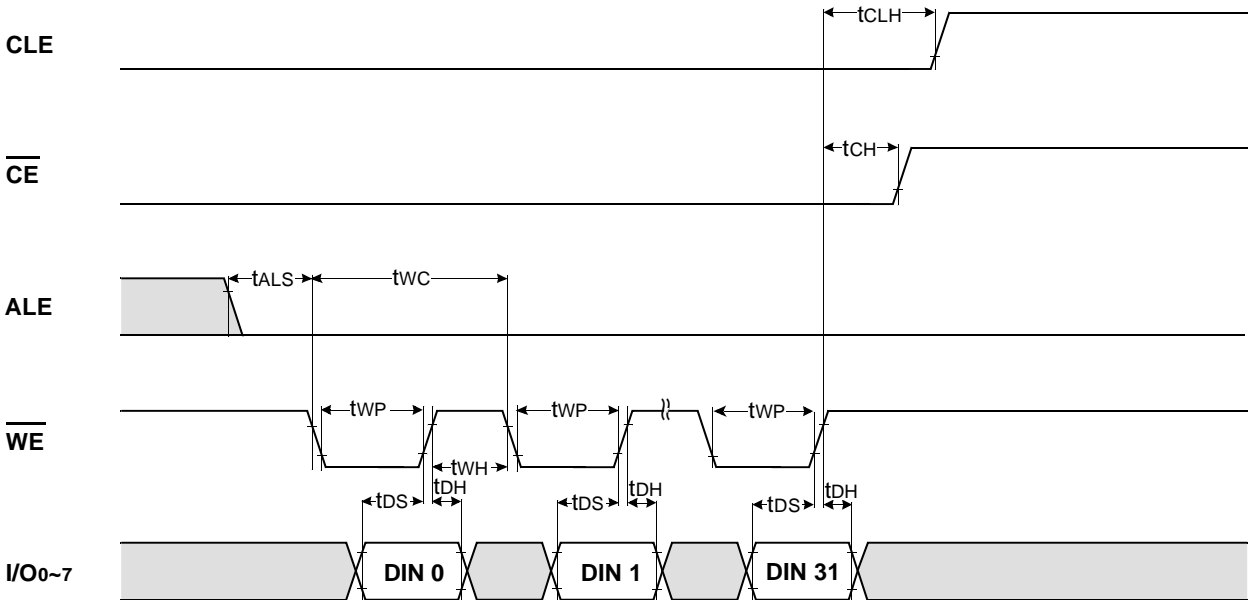 CLE
tCLH
CE
tCH
ALE
tALS
tWC
WE
tWP
tWP
tWP
tWH
tDS
tDH
tDS
tDH
tDS
tDH
I/O0~7
DIN 0
DIN 1
DIN 31